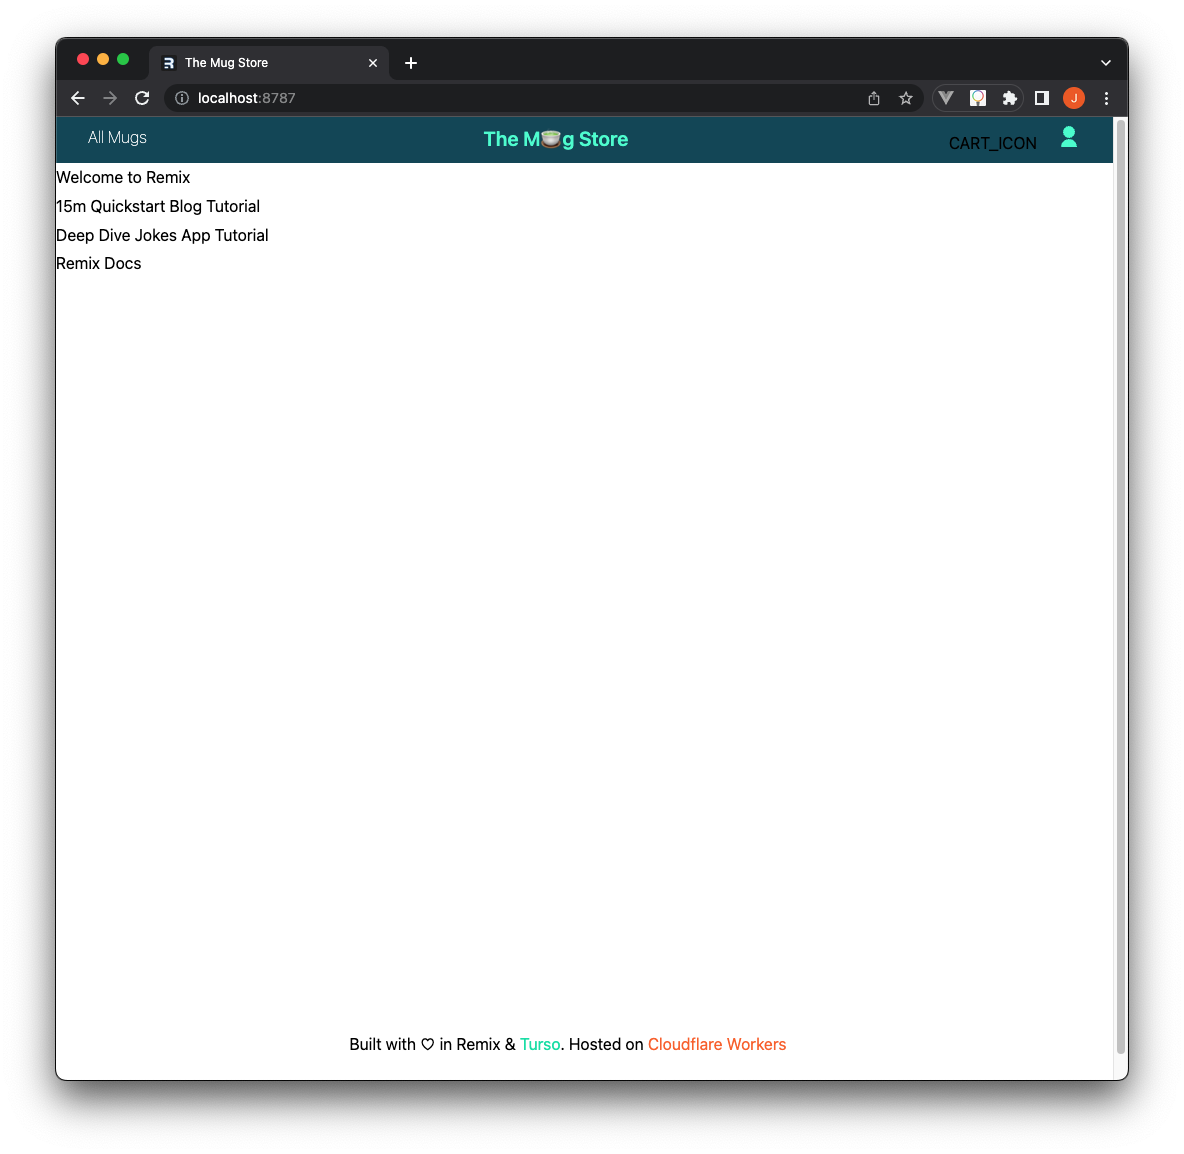 The Mug Store
localhost:8787
J
All Mugs
The M🍵g Store
CART_ICON
Welcome to Remix
15m Quickstart Blog Tutorial
Deep Dive Jokes App Tutorial
Remix Docs
Built with ♡ in Remix & Turso. Hosted on Cloudflare Workers